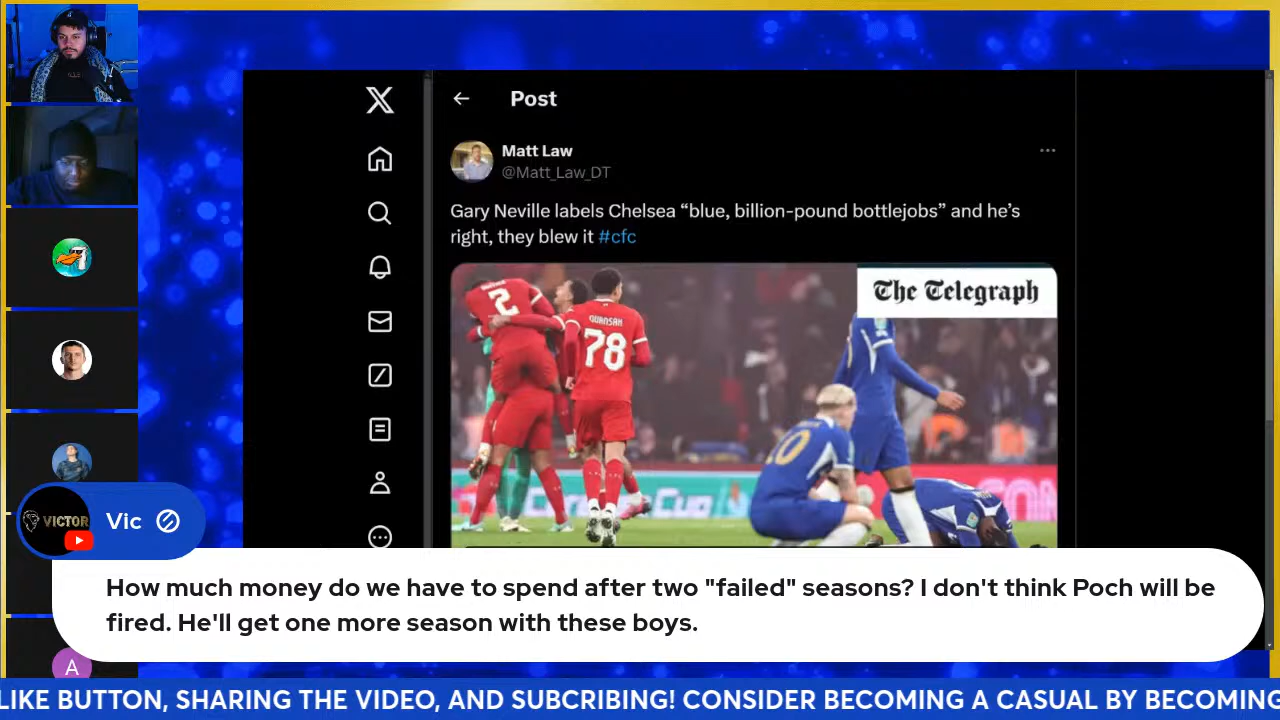 Post
Matt Law
@Matt_Law_DT
Gary Neville labels Chelsea “blue, billion-pound bottlejobs” and he’s
right, they blew it #cfc
The Telegraph
2
QUANSAH
78
10
VICTOR
Vic
How much money do we have to spend after two "failed" seasons? I don't think Poch will be
fired. He'll get one more season with these boys.
A
LIKE BUTTON, SHARING THE VIDEO, AND SUBCRIBING! CONSIDER BECOMING A CASUAL BY BECOMING